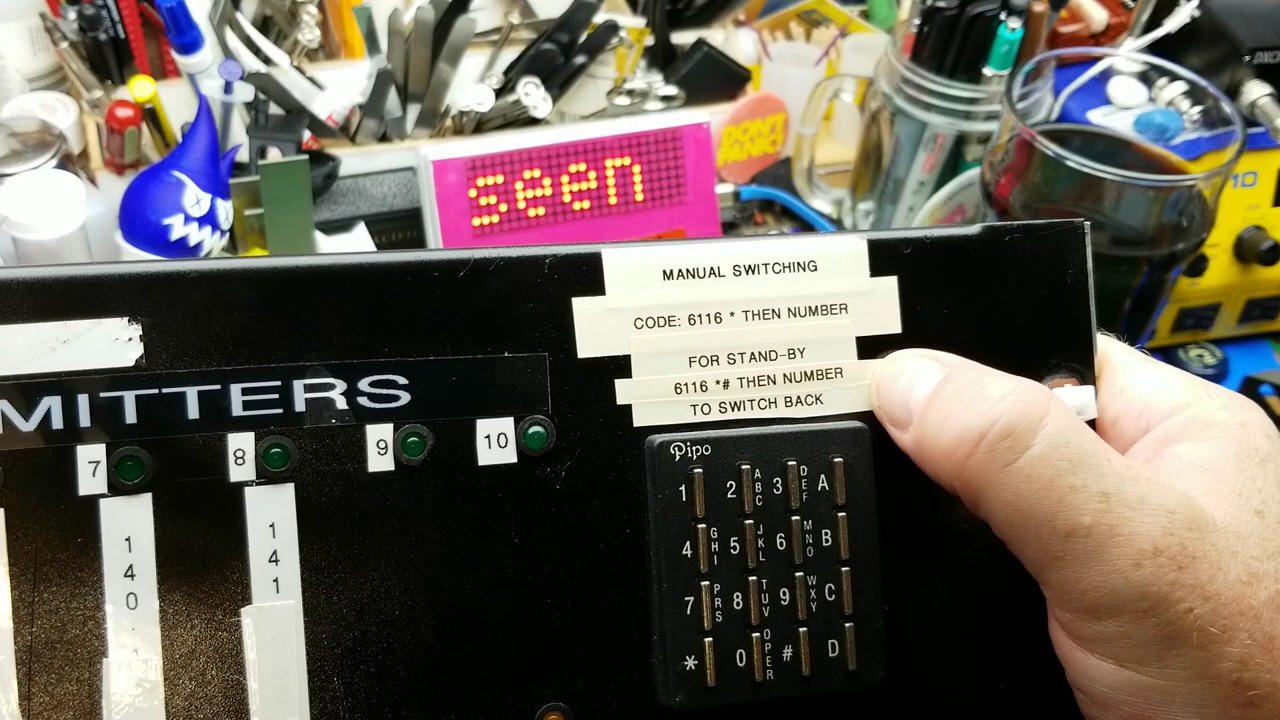 seen
DON'T
PANIC!
10
MANUAL SWITCHING
CODE: 6116 * THEN NUMBER
FOR STAND-BY
6116 *# THEN NUMBER
TO SWITCH BACK
MITTERS
7
8
9
10
140.
141
Pipo
1 2 ABC 3 DEF A
4 GHI 5 JKL 6 MNO B
7 PRS 8 TUV 9 WXY C
* 0 OPER # D